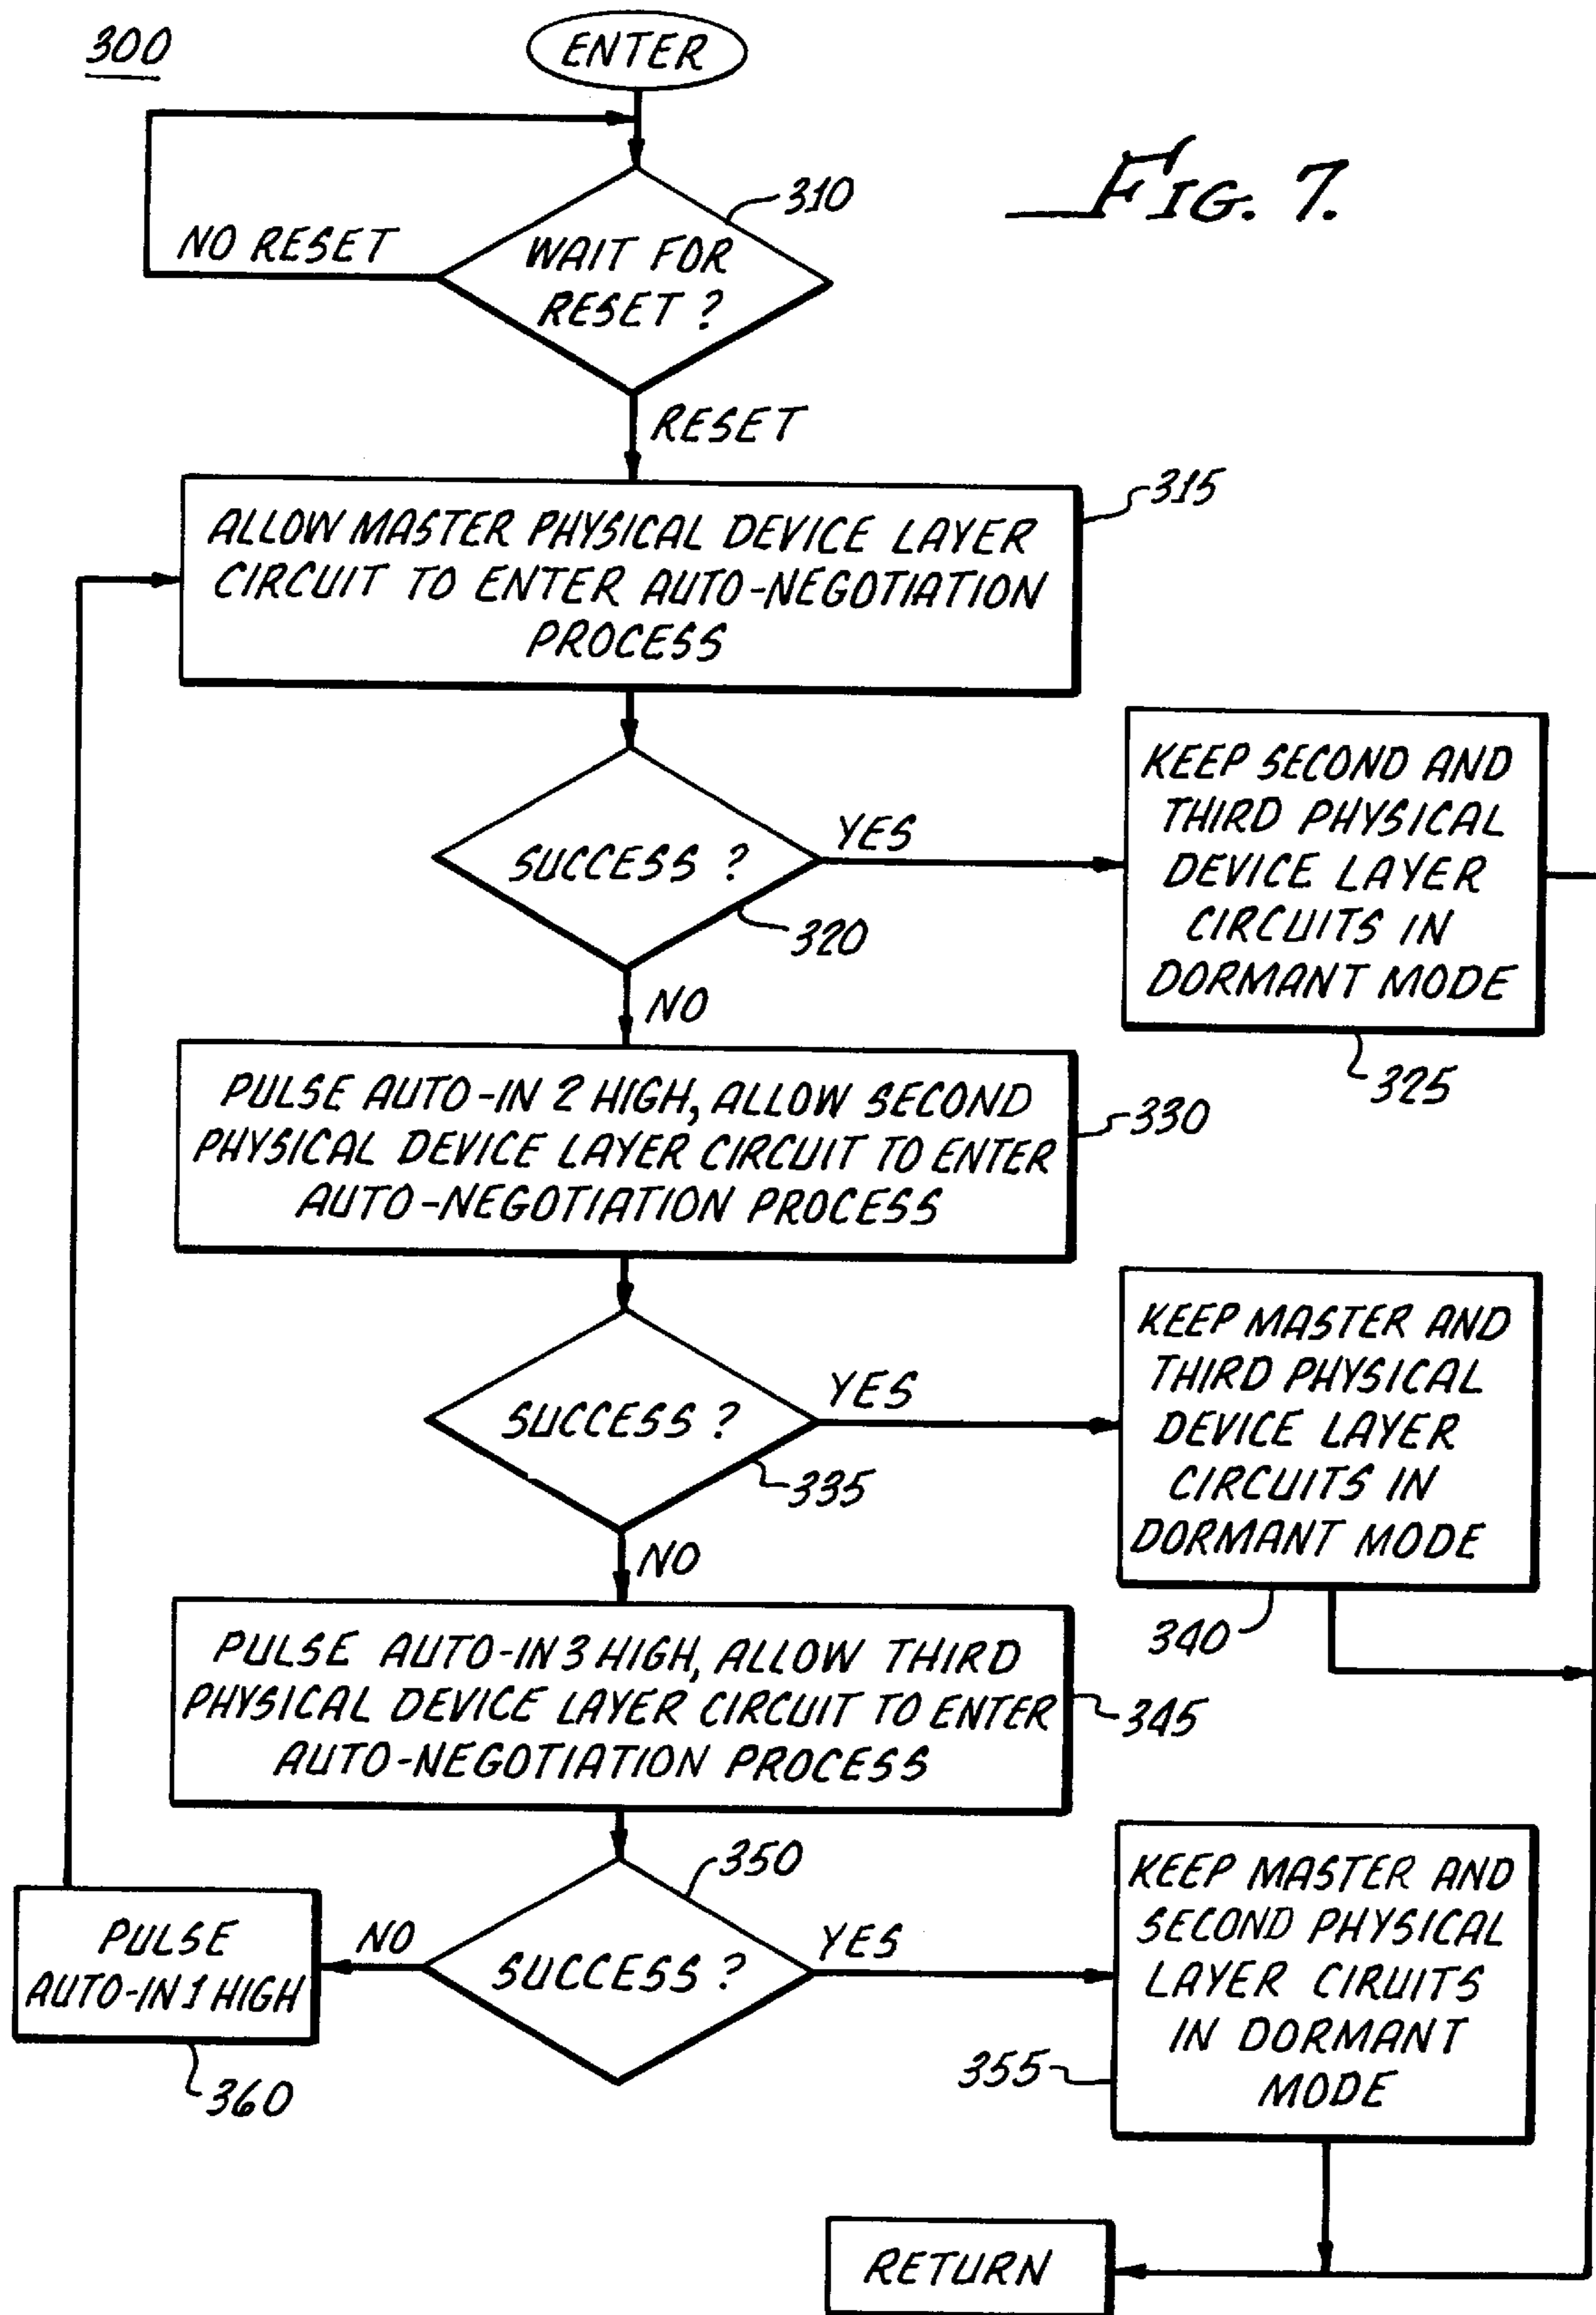 300
ENTER
FIG. 7.
310
NO RESET
WAIT FOR
RESET ?
RESET
315
ALLOW MASTER PHYSICAL DEVICE LAYER
CIRCUIT TO ENTER AUTO-NEGOTIATION
PROCESS
SUCCESS ?
YES
320
NO
KEEP SECOND AND
THIRD PHYSICAL
DEVICE LAYER
CIRCUITS IN
DORMANT MODE
325
PULSE AUTO-IN 2 HIGH, ALLOW SECOND
PHYSICAL DEVICE LAYER CIRCUIT TO ENTER
AUTO-NEGOTIATION PROCESS
330
SUCCESS ?
YES
335
NO
KEEP MASTER AND
THIRD PHYSICAL
DEVICE LAYER
CIRCUITS IN
DORMANT MODE
340
PULSE AUTO-IN 3 HIGH, ALLOW THIRD
PHYSICAL DEVICE LAYER CIRCUIT TO ENTER
AUTO-NEGOTIATION PROCESS
345
350
SUCCESS ?
NO
YES
PULSE
AUTO-IN 1 HIGH
360
KEEP MASTER AND
SECOND PHYSICAL
LAYER CIRUITS
IN DORMANT
MODE
355
RETURN